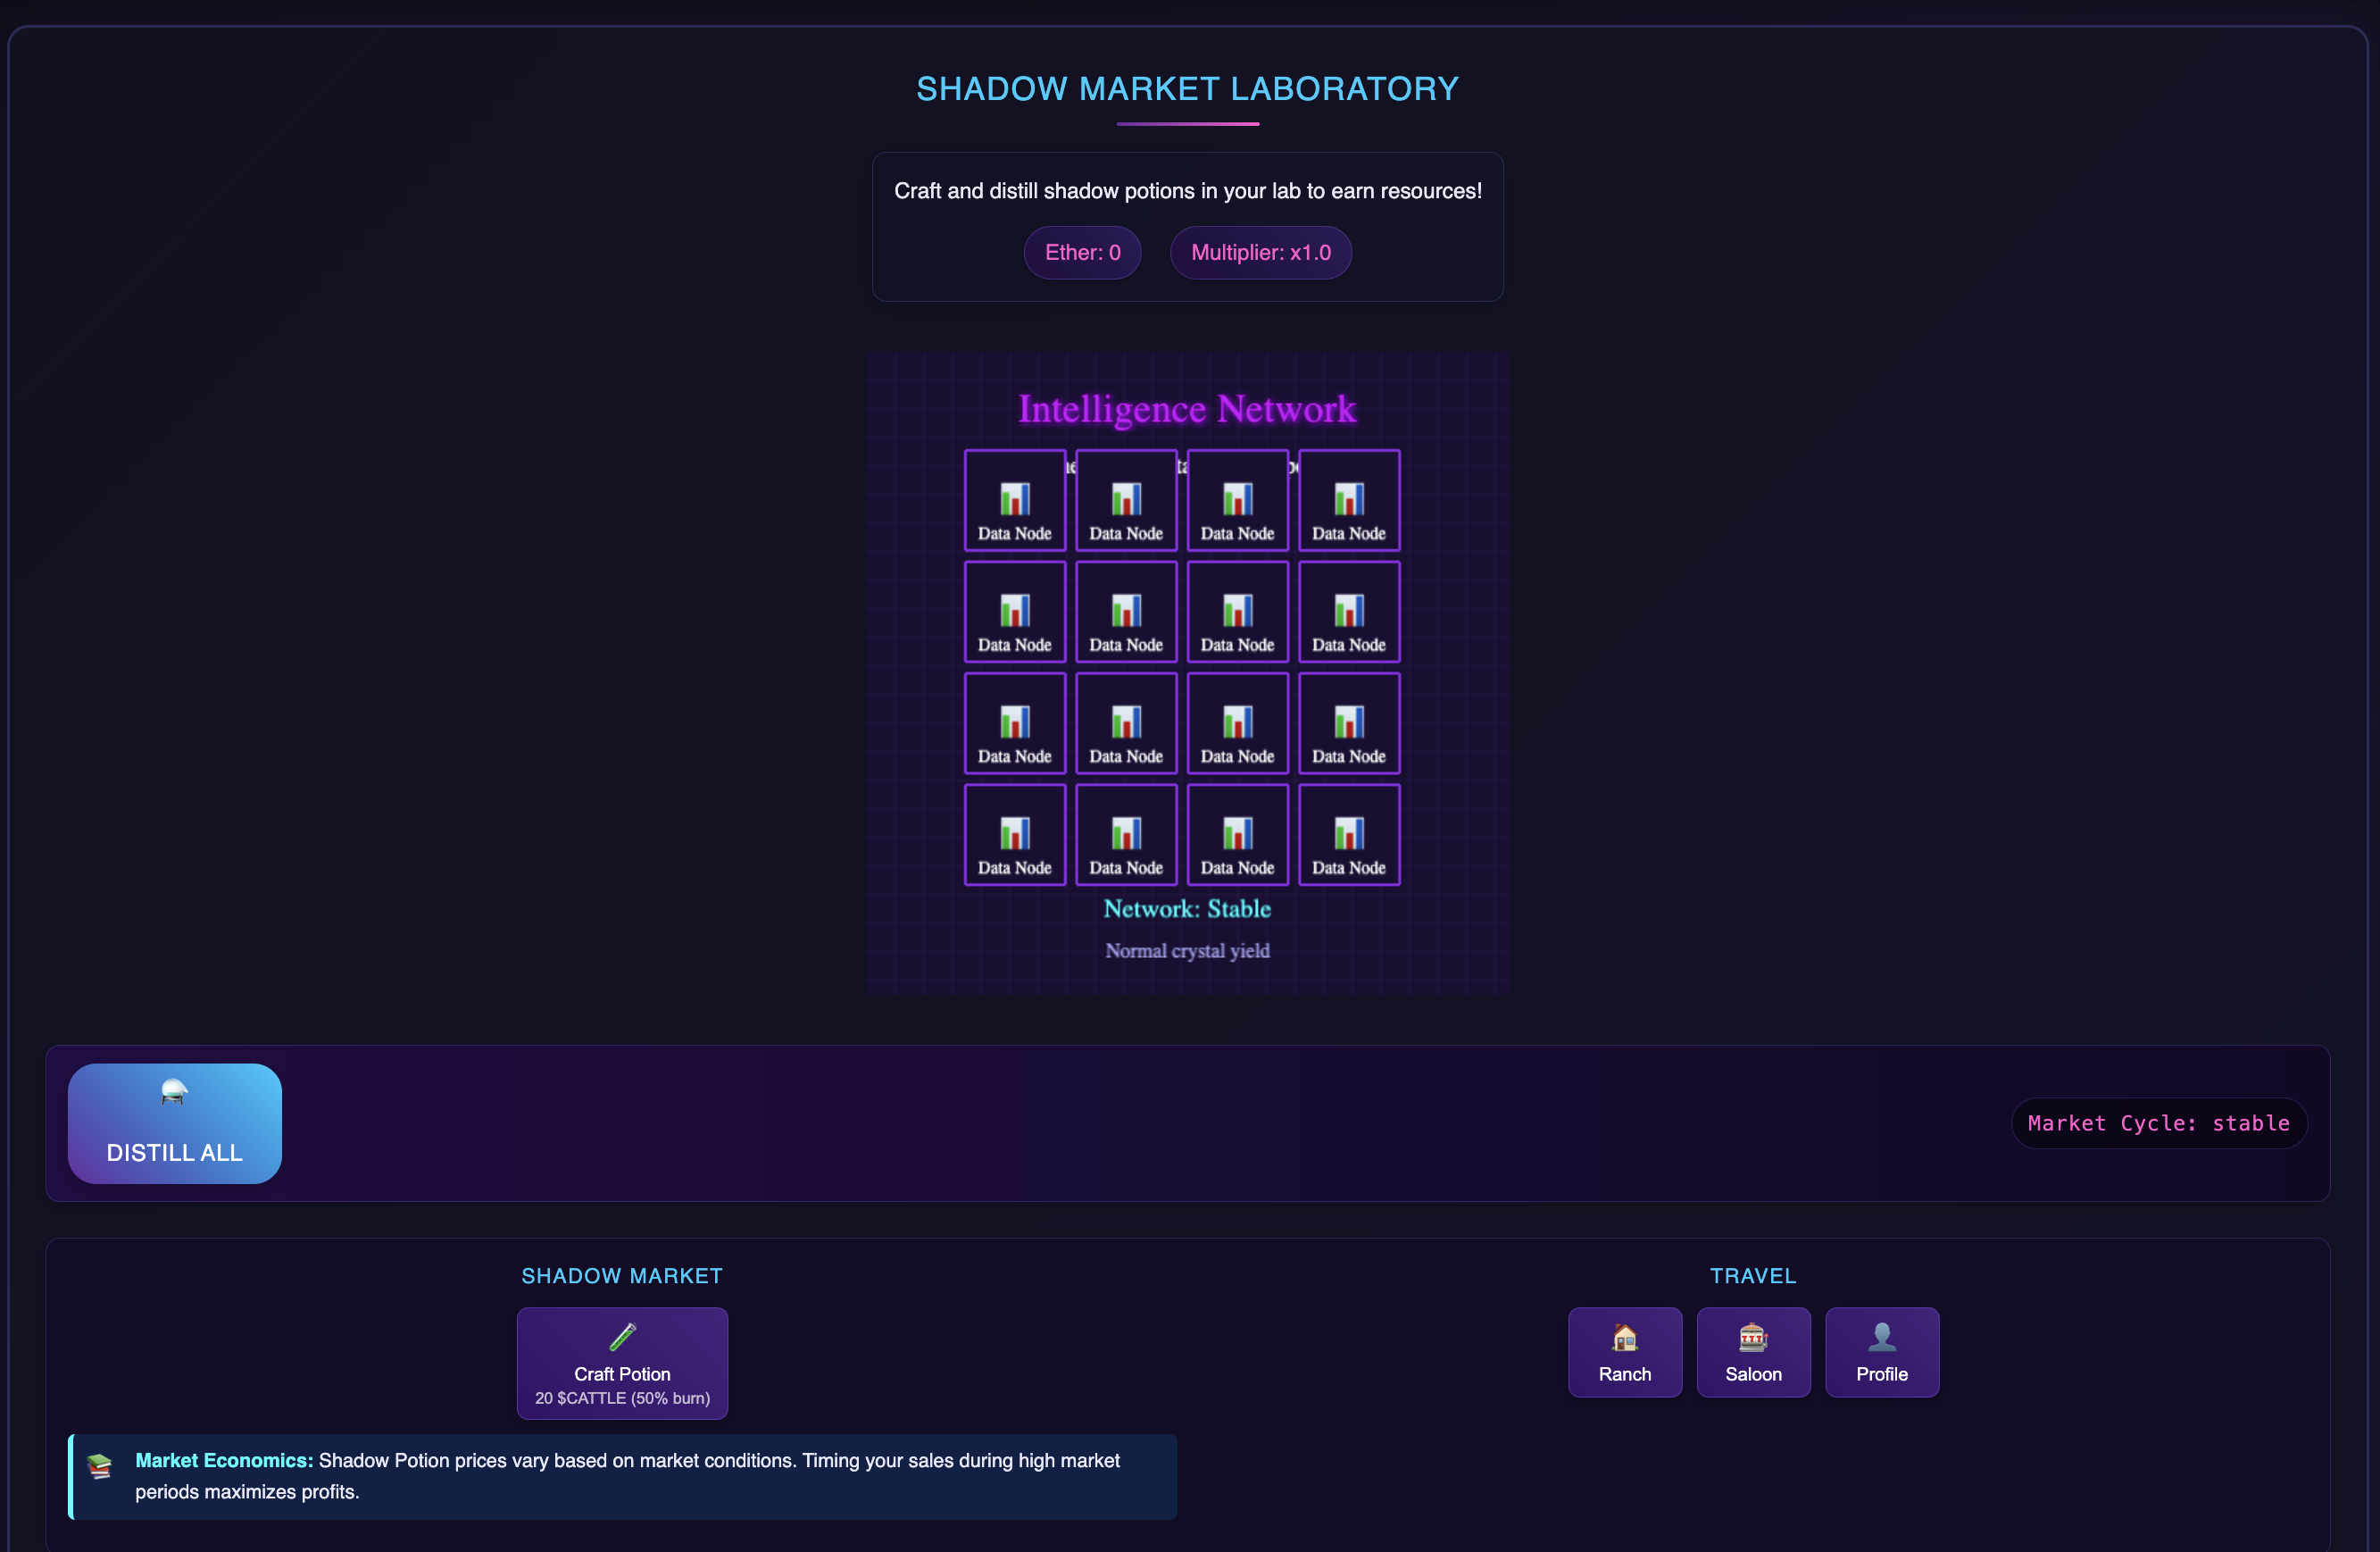 SHADOW MARKET LABORATORY
Craft and distill shadow potions in your lab to earn resources!
Ether: 0
Multiplier: x1.0
Intelligence Network
Data Node Data Node Data Node Data Node
Data Node Data Node Data Node Data Node
Data Node Data Node Data Node Data Node
Data Node Data Node Data Node Data Node
Network: Stable
Normal crystal yield
DISTILL ALL
Market Cycle: stable
SHADOW MARKET
Craft Potion
20 $CATTLE (50% burn)
Market Economics: Shadow Potion prices vary based on market conditions. Timing your sales during high market
periods maximizes profits.
TRAVEL
Ranch
Saloon
Profile